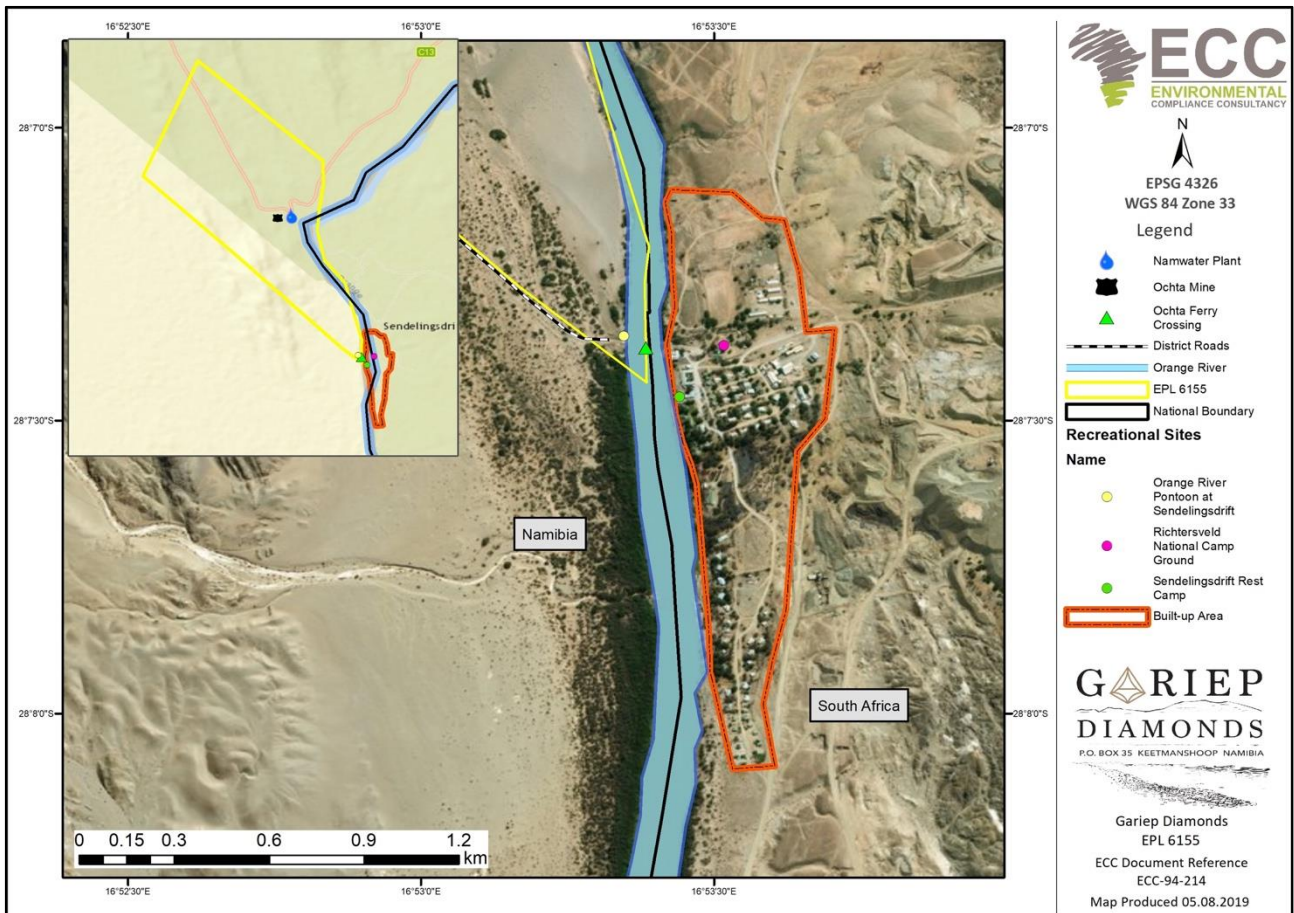 16°52'30"E
16°53'0"E
16°53'30"E
C13
Sendelingsdri
28°7'0"S
28°7'30"S
28°8'0"S
28°7'0"S
28°7'30"S
28°8'0"S
Namibia
South Africa
0 0.15 0.3 0.6 0.9 1.2
km
16°52'30"E
16°53'0"E
16°53'30"E
ECC
ENVIRONMENTAL
COMPLIANCE CONSULTANCY
N
EPSG 4326
WGS 84 Zone 33
Legend
Namwater Plant
Ochta Mine
Ochta Ferry
Crossing
District Roads
Orange River
EPL 6155
National Boundary
Recreational Sites
Name
Orange River
Pontoon at
Sendelingsdrift
Richtersveld
National Camp
Ground
Sendelingsdrift Rest
Camp
Built-up Area
GARIEP
DIAMONDS
P.O. BOX 35 KEETMANSHOOP NAMIBIA
Gariep Diamonds
EPL 6155
ECC Document Reference
ECC-94-214
Map Produced 05.08.2019